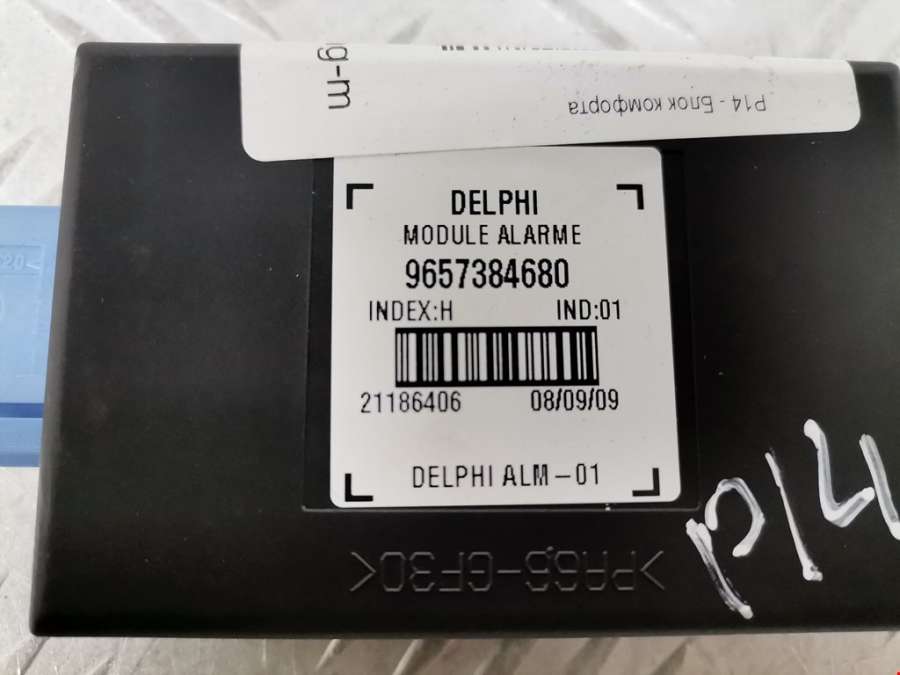 ng-m
P14 - Блок комфорта
DELPHI
MODULE ALARME
9657384680
INDEX:H IND:01
21186406 08/09/09
DELPHI ALM-01
>PA66-GF30<
P14